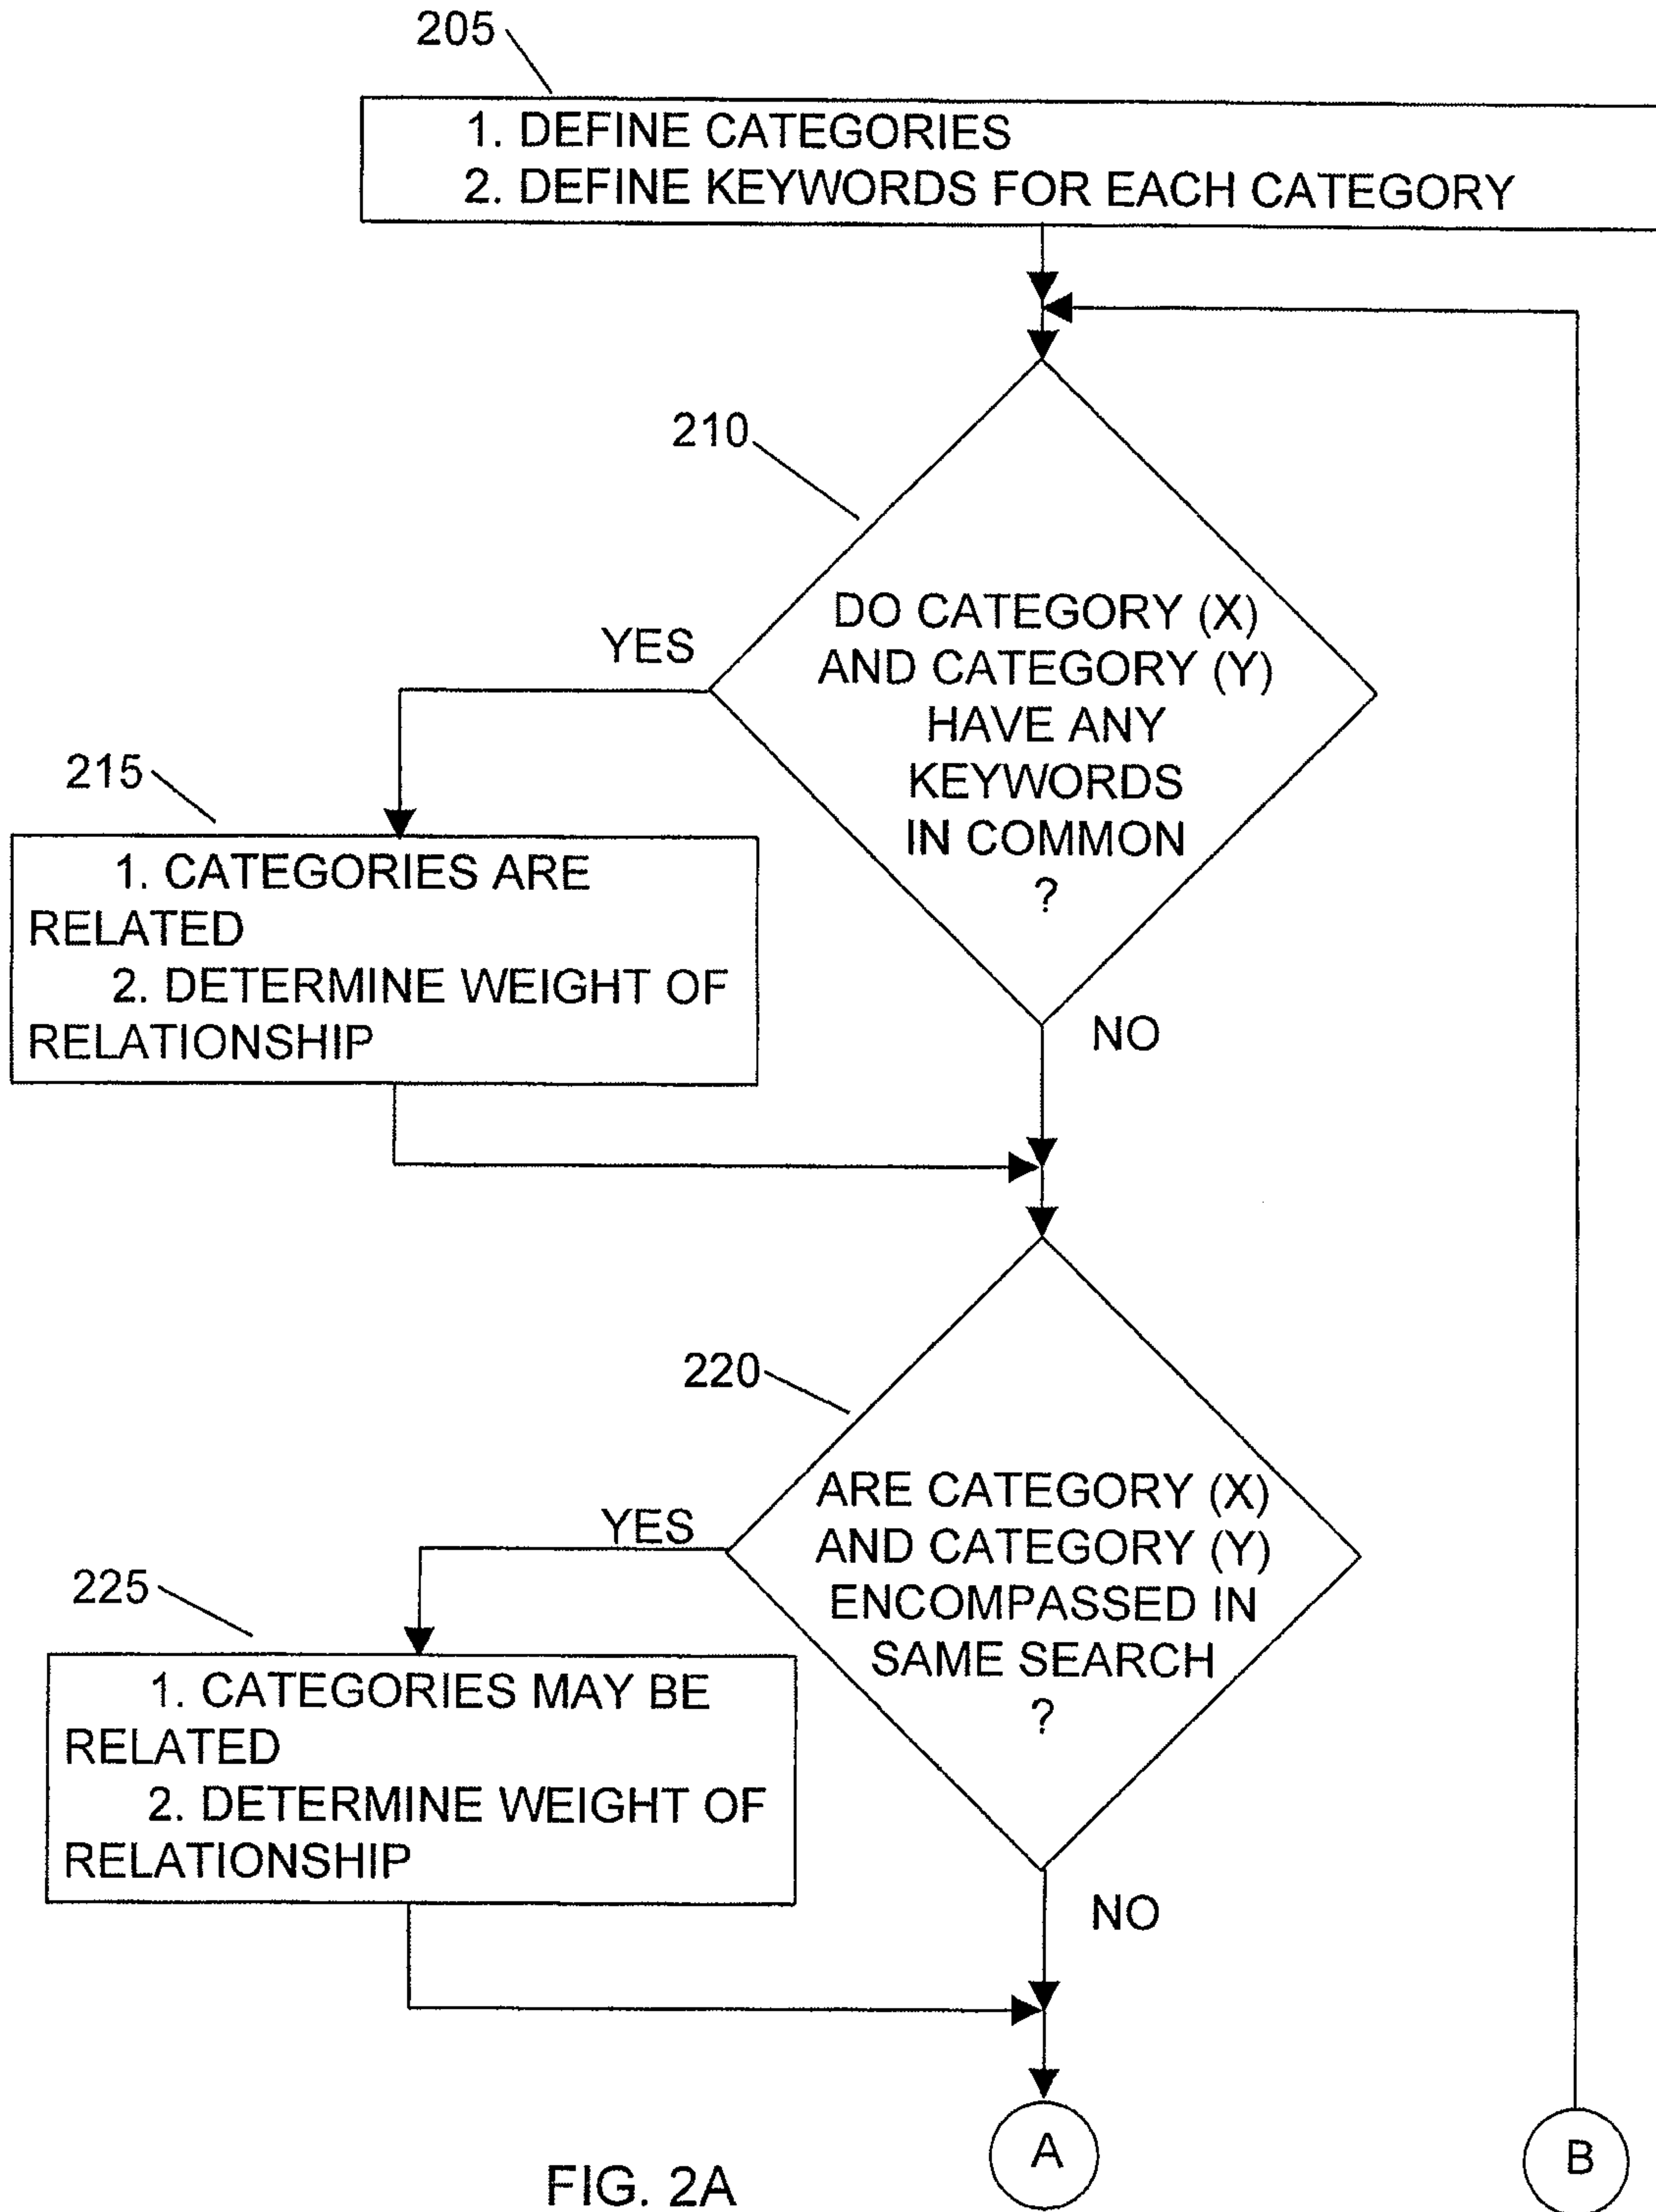 205
1. DEFINE CATEGORIES
2. DEFINE KEYWORDS FOR EACH CATEGORY
210
DO CATEGORY (X)
AND CATEGORY (Y)
HAVE ANY
KEYWORDS
IN COMMON
?
YES
215
1. CATEGORIES ARE
RELATED
2. DETERMINE WEIGHT OF
RELATIONSHIP
NO
220
ARE CATEGORY (X)
AND CATEGORY (Y)
ENCOMPASSED IN
SAME SEARCH
?
YES
225
1. CATEGORIES MAY BE
RELATED
2. DETERMINE WEIGHT OF
RELATIONSHIP
NO
A
B
FIG. 2A